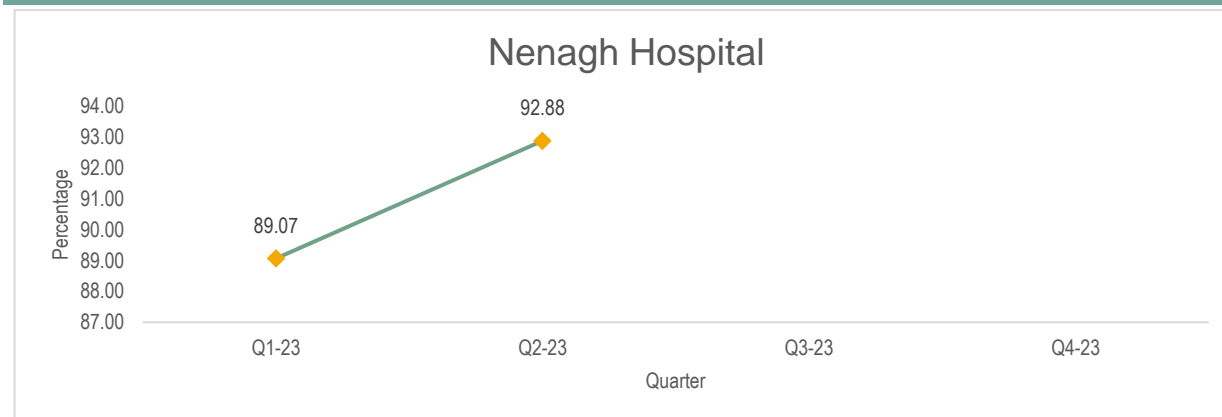 Nenagh Hospital
94.00
93.00
92.00
91.00
90.00
89.00
88.00
87.00
Percentage
89.07
92.88
Q1-23 Q2-23 Q3-23 Q4-23
Quarter